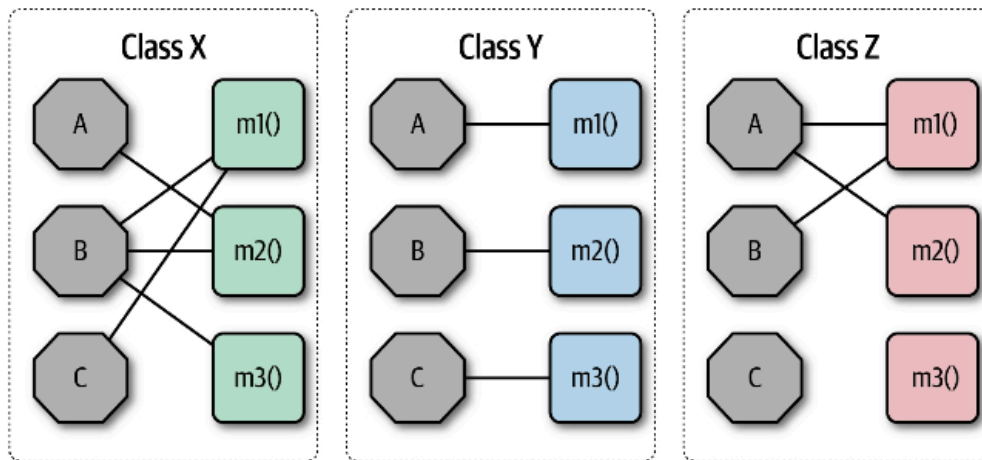 Class X
A
m1()
B
m2()
C
m3()
Class Y
A
m1()
B
m2()
C
m3()
Class Z
A
m1()
B
m2()
C
m3()